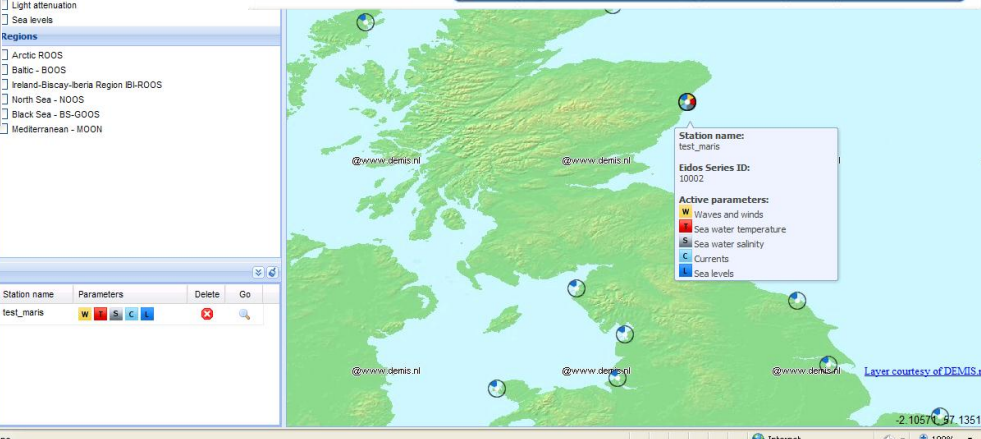 Light attenuation
Sea levels
Regions
Arctic ROOS
Baltic - BOOS
Ireland-Biscay-Iberia Region IBI-ROOS
North Sea - NOOS
Black Sea - BS-GOOS
Mediterranean - MOON
Station name Parameters Delete Go
test_maris W T S C L
@www.demis.nl @www.demis.nl
Station name:
test_maris
Eidos Series ID:
10002
Active parameters:
W Waves and winds
T Sea water temperature
S Sea water salinity
C Currents
L Sea levels
@www.demis.nl @www.demis.nl @www.demis.nl
Layer courtesy of DEMIS.
-2.10571, 57.1351
Internet
100%